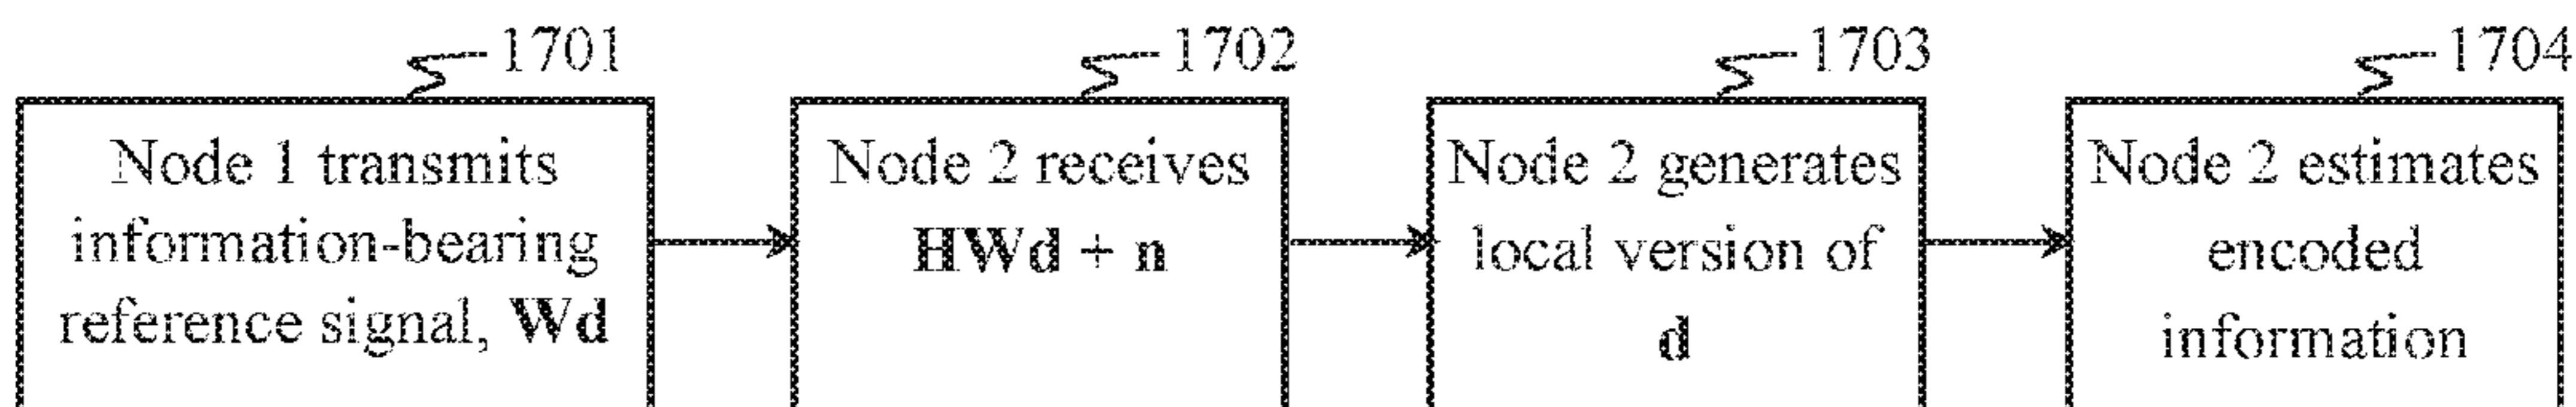 1701
1702
1703
1704
Node 1 transmits
information-bearing
reference signal, Wd
Node 2 receives
HWd + n
Node 2 generates
local version of
d
Node 2 estimates
encoded
information